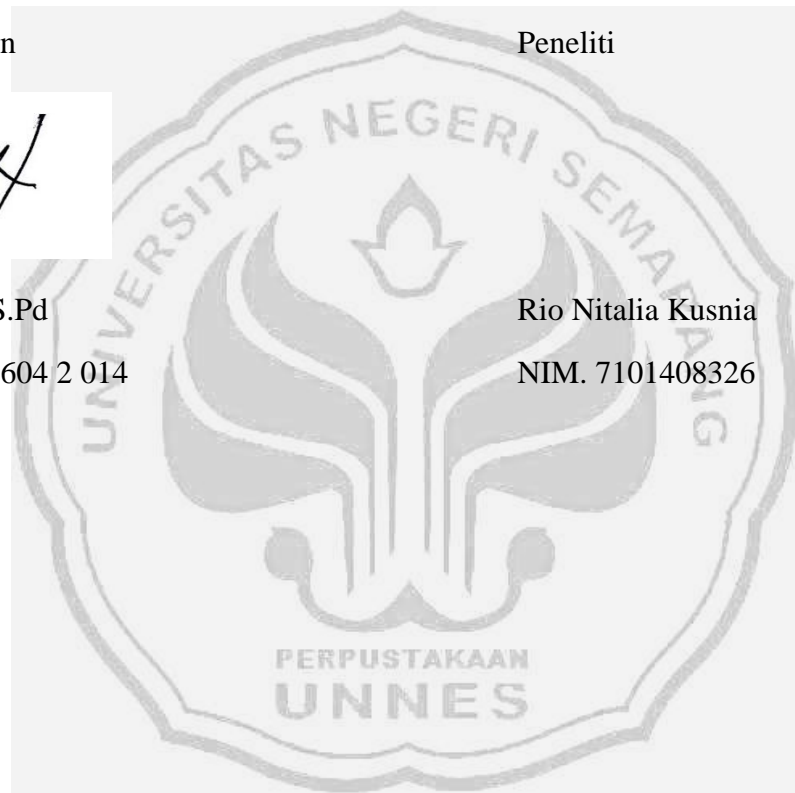 n Peneliti
S.Pd Rio Nitalia Kusnia
604 2 014 NIM. 7101408326
UNIVERSITAS NEGERI SEMARANG
PERPUSTAKAAN
UNNES